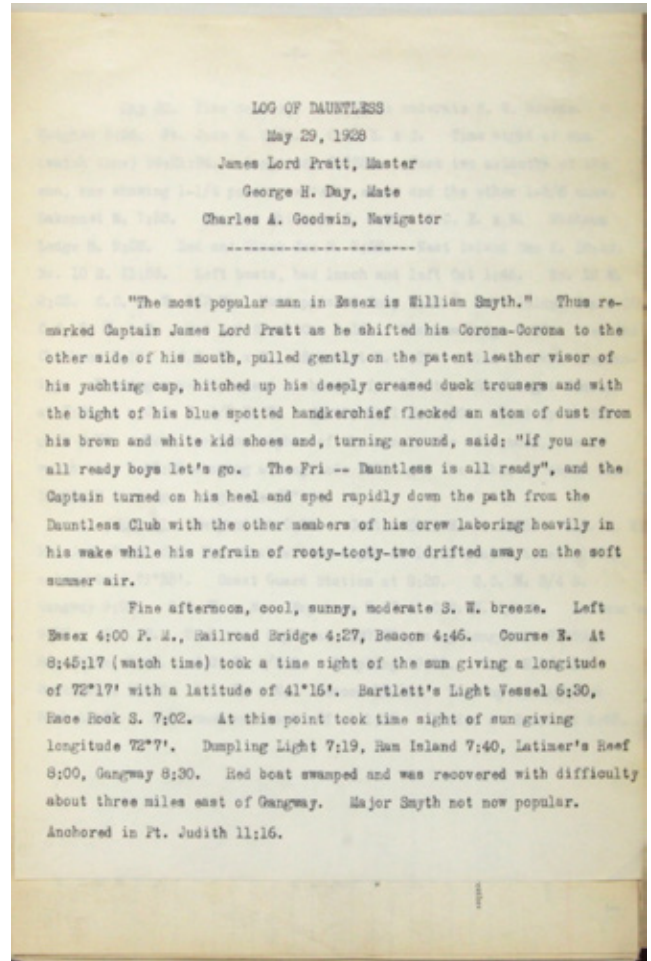 LOG OF DAUNTLESS
May 29, 1928
James Lord Pratt, Master
George H. Day, Mate
Charles A. Goodwin, Navigator
--------------------
"The most popular man in Essex is William Smyth." Thus re-
marked Captain James Lord Pratt as he shifted his Corona-Corona to the
other side of his mouth, pulled gently on the patent leather visor of
his yachting cap, hitched up his deeply creased duck trousers and with
the bight of his blue spotted handkerchief flecked an atom of dust from
his brown and white kid shoes and, turning around, said: "If you are
all ready boys let's go. The Fri -- Dauntless is all ready", and the
Captain turned on his heel and sped rapidly down the path from the
Dauntless Club with the other members of his crew laboring heavily in
his wake while his refrain of rooty-tooty-two drifted away on the soft
summer air.
Fine afternoon, cool, sunny, moderate S. W. breeze. Left
Essex 4:00 P. M., Railroad Bridge 4:27, Beacon 4:46. Course E. At
8:45:17 (watch time) took a time sight of the sun giving a longitude
of 72°17' with a latitude of 41°16'. Bartlett's Light Vessel 6:30,
Race Rock S. 7:02. At this point took time sight of sun giving
longitude 72°7'. Dumpling Light 7:19, Ram Island 7:40, Latimer's Reef
8:00, Gangway 8:30. Red boat swamped and was recovered with difficulty
about three miles east of Gangway. Major Smyth not now popular.
Anchored in Pt. Judith 11:16.